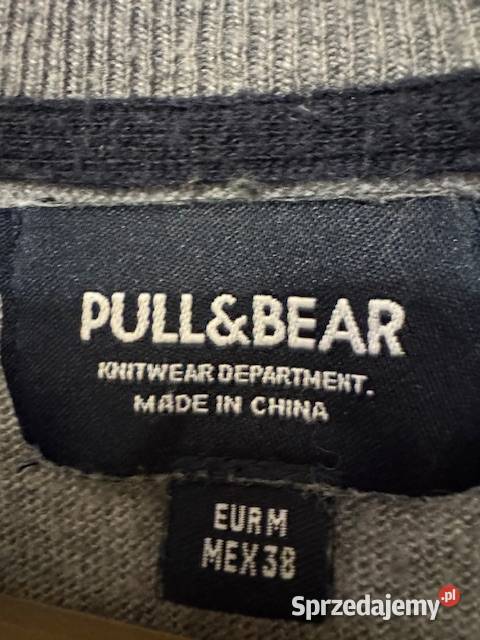 PULL&BEAR
KNITWEAR DEPARTMENT.
MADE IN CHINA
EUR M
MEX 38
Sprzedajemy.pl